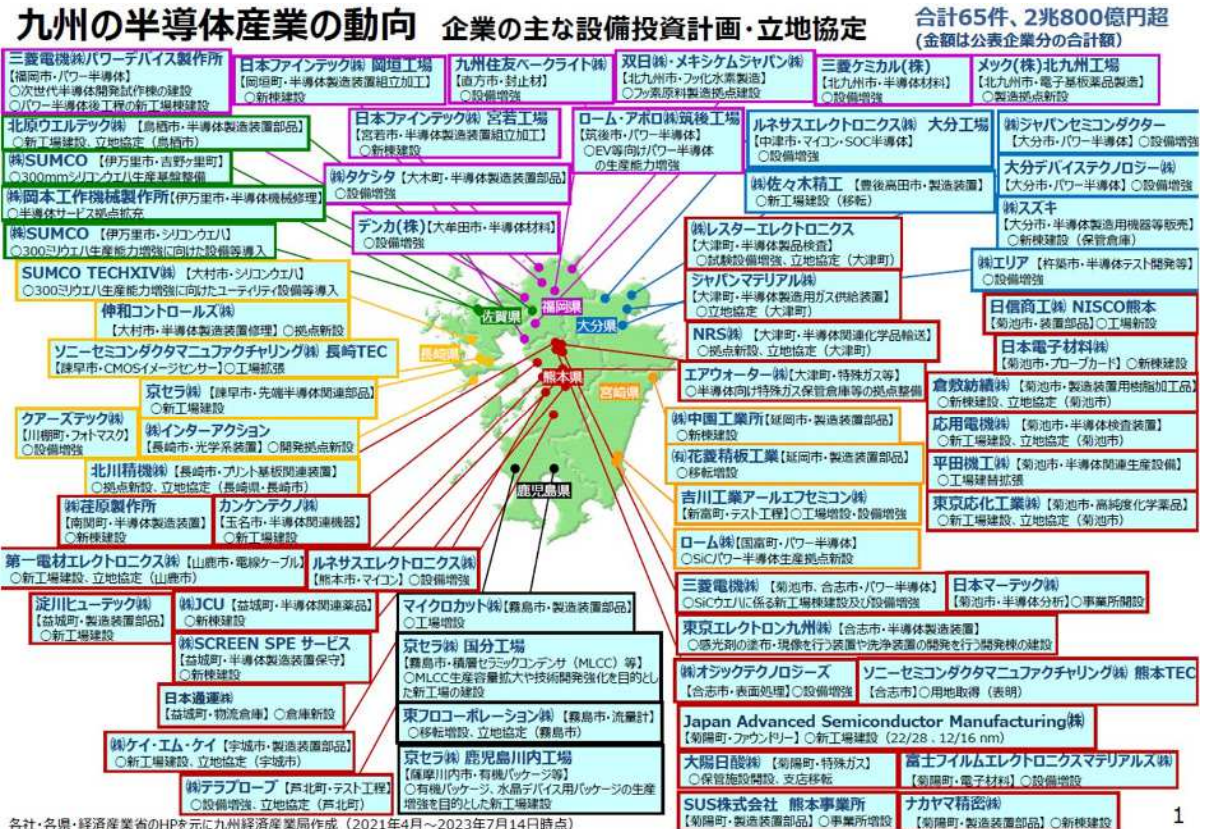 九州の半導体産業の動向 企業の主な設備投資計画・立地協定
合計65件、2兆800億円超
(金額は公表企業分の合計額)
三菱電機㈱パワーデバイス製作所
【福岡市・パワー半導体】
○次世代半導体開発試作棟の建設
○パワー半導体後工程の新工場棟建設
日本ファインテック㈱ 岡垣工場
【岡垣町・半導体製造装置組立加工】
○新棟建設
九州住友ベークライト㈱
【直方市・封止材】
○設備増強
双日・メキシケムジャパン㈱
【北九州市・フッ化水素製造】
○フッ素原料製造拠点建設
三菱ケミカル(株)
【北九州市・半導体材料】
○設備増強
メック(株)北九州工場
【北九州市・電子基板薬品製造】
○製造拠点新設
北原ウエルテック㈱ 【鳥栖市・半導体製造装置部品】
○新工場建設、立地協定（鳥栖市）
日本ファインテック㈱ 宮若工場
【宮若市・半導体製造装置組立加工】
○新棟建設
ローム・アポロ㈱筑後工場
【筑後市・パワー半導体】
○EV等向けパワー半導体
の生産能力増強
ルネサスエレクトロニクス㈱ 大分工場
【中津市・マイコン・SOC半導体】
○設備増強
㈱ジャパンセミコンダクター
【大分市・パワー半導体】○設備増強
㈱SUMCO 【伊万里市・吉野ヶ里町】
○300mmシリコンウエハ生産基盤整備
㈱タケシタ 【大木町・半導体製造装置部品】
○設備増強
㈱佐々木精工 【豊後高田市・製造装置】
○新工場建設（移転）
大分デバイステクノロジー㈱
【大分市・パワー半導体】○設備増強
㈱岡本工作機械製作所【伊万里市・半導体機械修理】
○半導体サービス拠点拡充
デンカ(株)【大牟田市・半導体材料】
○設備増強
㈱スズキ
【大分市・半導体製造用機器等販売】
○新棟建設（保管倉庫）
㈱SUMCO 【伊万里市・シリコンウエハ】
○300ミリウエハ生産能力増強に向けた設備等導入
㈱レスターエレクトロニクス
【大津町・半導体製品検査】
○試験設備増強、立地協定（大津町）
㈱エリア 【杵築市・半導体テスト開発等】
○設備増強
SUMCO TECHXIV㈱ 【大村市・シリコンウエハ】
○300ミリウエハ生産能力増強に向けたユーティリティ設備等導入
ジャパンマテリアル㈱
【大津町・半導体製造用ガス供給装置】
○立地協定（大津町）
日信商工㈱ NISCO熊本
【菊池市・装置部品】○工場新設
伸和コントロールズ㈱
【大村市・半導体製造装置修理】○拠点新設
福岡県
佐賀県
大分県
長崎県
熊本県
宮崎県
鹿児島県
NRS㈱ 【大津町・半導体関連化学品輸送】
○拠点新設、立地協定（大津町）
日本電子材料㈱
【菊池市・プローブカード】○新棟建設
ソニーセミコンダクタマニュファクチャリング㈱ 長崎TEC
【諫早市・CMOSイメージセンサー】○工場拡張
エアウォーター㈱【大津町・特殊ガス等】
○半導体向け特殊ガス保管倉庫等の拠点整備
倉敷紡績㈱【菊池市・製造装置用樹脂加工品】
○新棟建設、立地協定（菊池市）
京セラ㈱ 【諫早市・先端半導体関連部品】
○新工場建設
クアーズテック㈱
【川棚町・フォトマスク】
○設備増強
㈱インターアクション
【長崎市・光学系装置】○開発拠点新設
㈱中園工業所【延岡市・製造装置部品】
○新棟建設
応用電機㈱ 【菊池市・半導体検査装置】
○新工場建設、立地協定（菊池市）
北川精機㈱【長崎市・プリント基板関連装置】
○拠点新設、立地協定（長崎県・長崎市）
㈲花菱精板工業【延岡市・製造装置部品】
○移転増設
平田機工㈱ 【菊池市・半導体関連生産設備】
○工場建替拡張
㈱荏原製作所
【南関町・半導体製造装置】
○新棟建設
カンケンテクノ㈱
【玉名市・半導体関連機器】
○新工場建設
吉川工業アールエフセミコン㈱
【新富町・テスト工程】○工場増設・設備増強
東京応化工業㈱【菊池市・高純度化学薬品】
○新工場建設、立地協定（菊池市）
ローム㈱【国富町・パワー半導体】
○SiCパワー半導体生産拠点新設
第一電材エレクトロニクス㈱【山鹿市・電線ケーブル】
○新工場建設、立地協定（山鹿市）
ルネサスエレクトロニクス㈱
【熊本市・マイコン】○設備増強
三菱電機㈱ 【菊池市、合志市・パワー半導体】
○SiCウエハに係る新工場棟建設及び設備増強
日本マーテック㈱
【菊池市・半導体分析】○事業所開設
淀川ヒューテック㈱
【益城町・製造装置部品】
○新工場建設
㈱JCU【益城町・半導体関連薬品】
○新棟建設
マイクロカット㈱【霧島市・製造装置部品】
○工場増設
東京エレクトロン九州㈱ 【合志市・半導体製造装置】
○感光剤の塗布・現像を行う装置や洗浄装置の開発を行う開発棟の建設
㈱SCREEN SPE サービス
【益城町・半導体製造装置保守】
○新棟建設
京セラ㈱ 国分工場
【霧島市・積層セラミックコンデンサ（MLCC）等】
○MLCC生産容量拡大や技術開発強化を目的とし
た新工場の建設
㈱オジックテクノロジーズ
【合志市・表面処理】○設備増強
ソニーセミコンダクタマニュファクチャリング㈱ 熊本TEC
【合志市】○用地取得（表明）
日本通運㈱
【益城町・物流倉庫】○倉庫新設
東フロコーポレーション㈱【霧島市・流量計】
○移転増設、立地協定（霧島市）
Japan Advanced Semiconductor Manufacturing㈱
【菊陽町・ファウンドリー】○新工場建設（22/28、12/16 nm）
㈱ケイ・エム・ケイ【宇城市・製造装置部品】
○新工場建設、立地協定（宇城市）
京セラ㈱ 鹿児島川内工場
【薩摩川内市・有機パッケージ等】
○有機パッケージ、水晶デバイス用パッケージの生産
増強を目的とした新工場建設
大陽日酸㈱【菊陽町・特殊ガス】
○保管施設開設、支店移転
富士フイルムエレクトロニクスマテリアルズ㈱
【菊陽町・電子材料】○設備増強
㈱テラプローブ【芦北町・テスト工程】
○設備増強、立地協定（芦北町）
SUS株式会社 熊本事業所
【菊陽町・製造装置部品】○事業所増設
ナカヤマ精密㈱
【菊陽町・製造装置部品】○新棟建設
各社・各県・経済産業省のHPを元に九州経済産業局作成（2021年4月～2023年7月14日時点）
1